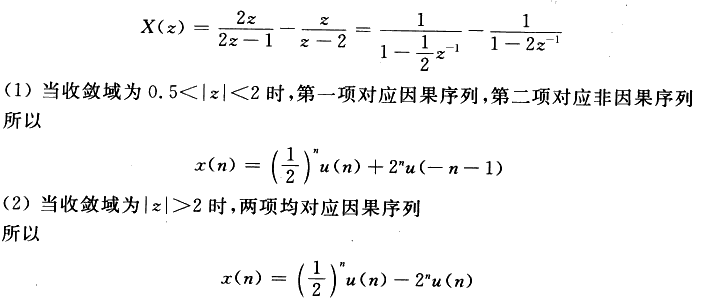 X(z) = \frac{2z}{2z-1} - \frac{z}{z-2} = \frac{1}{1-\frac{1}{2}z^{-1}} - \frac{1}{1-2z^{-1}}
(1) 当收敛域为 0.5<|z|<2 时,第一项对应因果序列,第二项对应非因果序列
所以
x(n) = \left(\frac{1}{2}\right)^n u(n) + 2^n u(-n-1)
(2) 当收敛域为|z|>2 时,两项均对应因果序列
所以
x(n) = \left(\frac{1}{2}\right)^n u(n) - 2^n u(n)